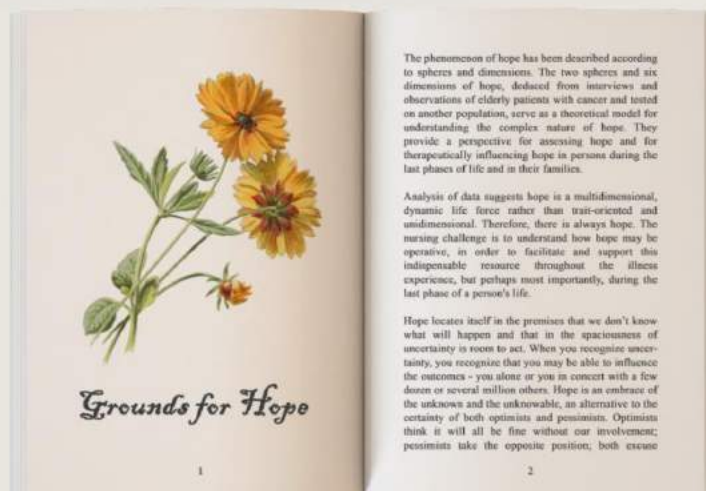 Grounds for Hope
1
The phenomenon of hope has been described according
to spheres and dimensions. The two spheres and six
dimensions of hope, deduced from interviews and
observations of elderly patients with cancer and tested
on another population, serve as a theoretical model for
understanding the complex nature of hope. They
provide a perspective for assessing hope and for
therapeutically influencing hope in persons during the
last phases of life and in their families.
Analysis of data suggests hope is a multidimensional,
dynamic life force rather than trait-oriented and
unidimensional. Therefore, there is always hope. The
nursing challenge is to understand how hope may be
operative, in order to facilitate and support this
indispensable resource throughout the illness
experience, but perhaps most importantly, during the
last phase of a person's life.
Hope locates itself in the premises that we don't know
what will happen and that in the spaciousness of
uncertainty is room to act. When you recognize uncer-
tainty, you recognize that you may be able to influence
the outcomes - you alone or you in concert with a few
dozen or several million others. Hope is an embrace of
the unknown and the unknowable, an alternative to the
certainty of both optimists and pessimists. Optimists
think it will all be fine without our involvement;
pessimists take the opposite position; both excuse
2